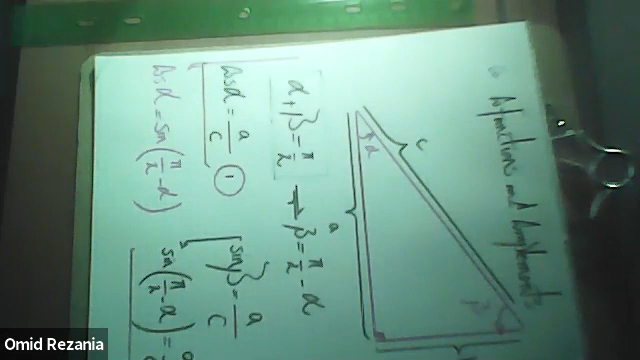 Cofunctions and Complements
c
α
a
β
α + β = π/2 → β = π/2 - α
cos α = a/c ①
sin β = a/c
cos α = sin(π/2 - α)
sin(π/2 - α) =
Omid Rezania